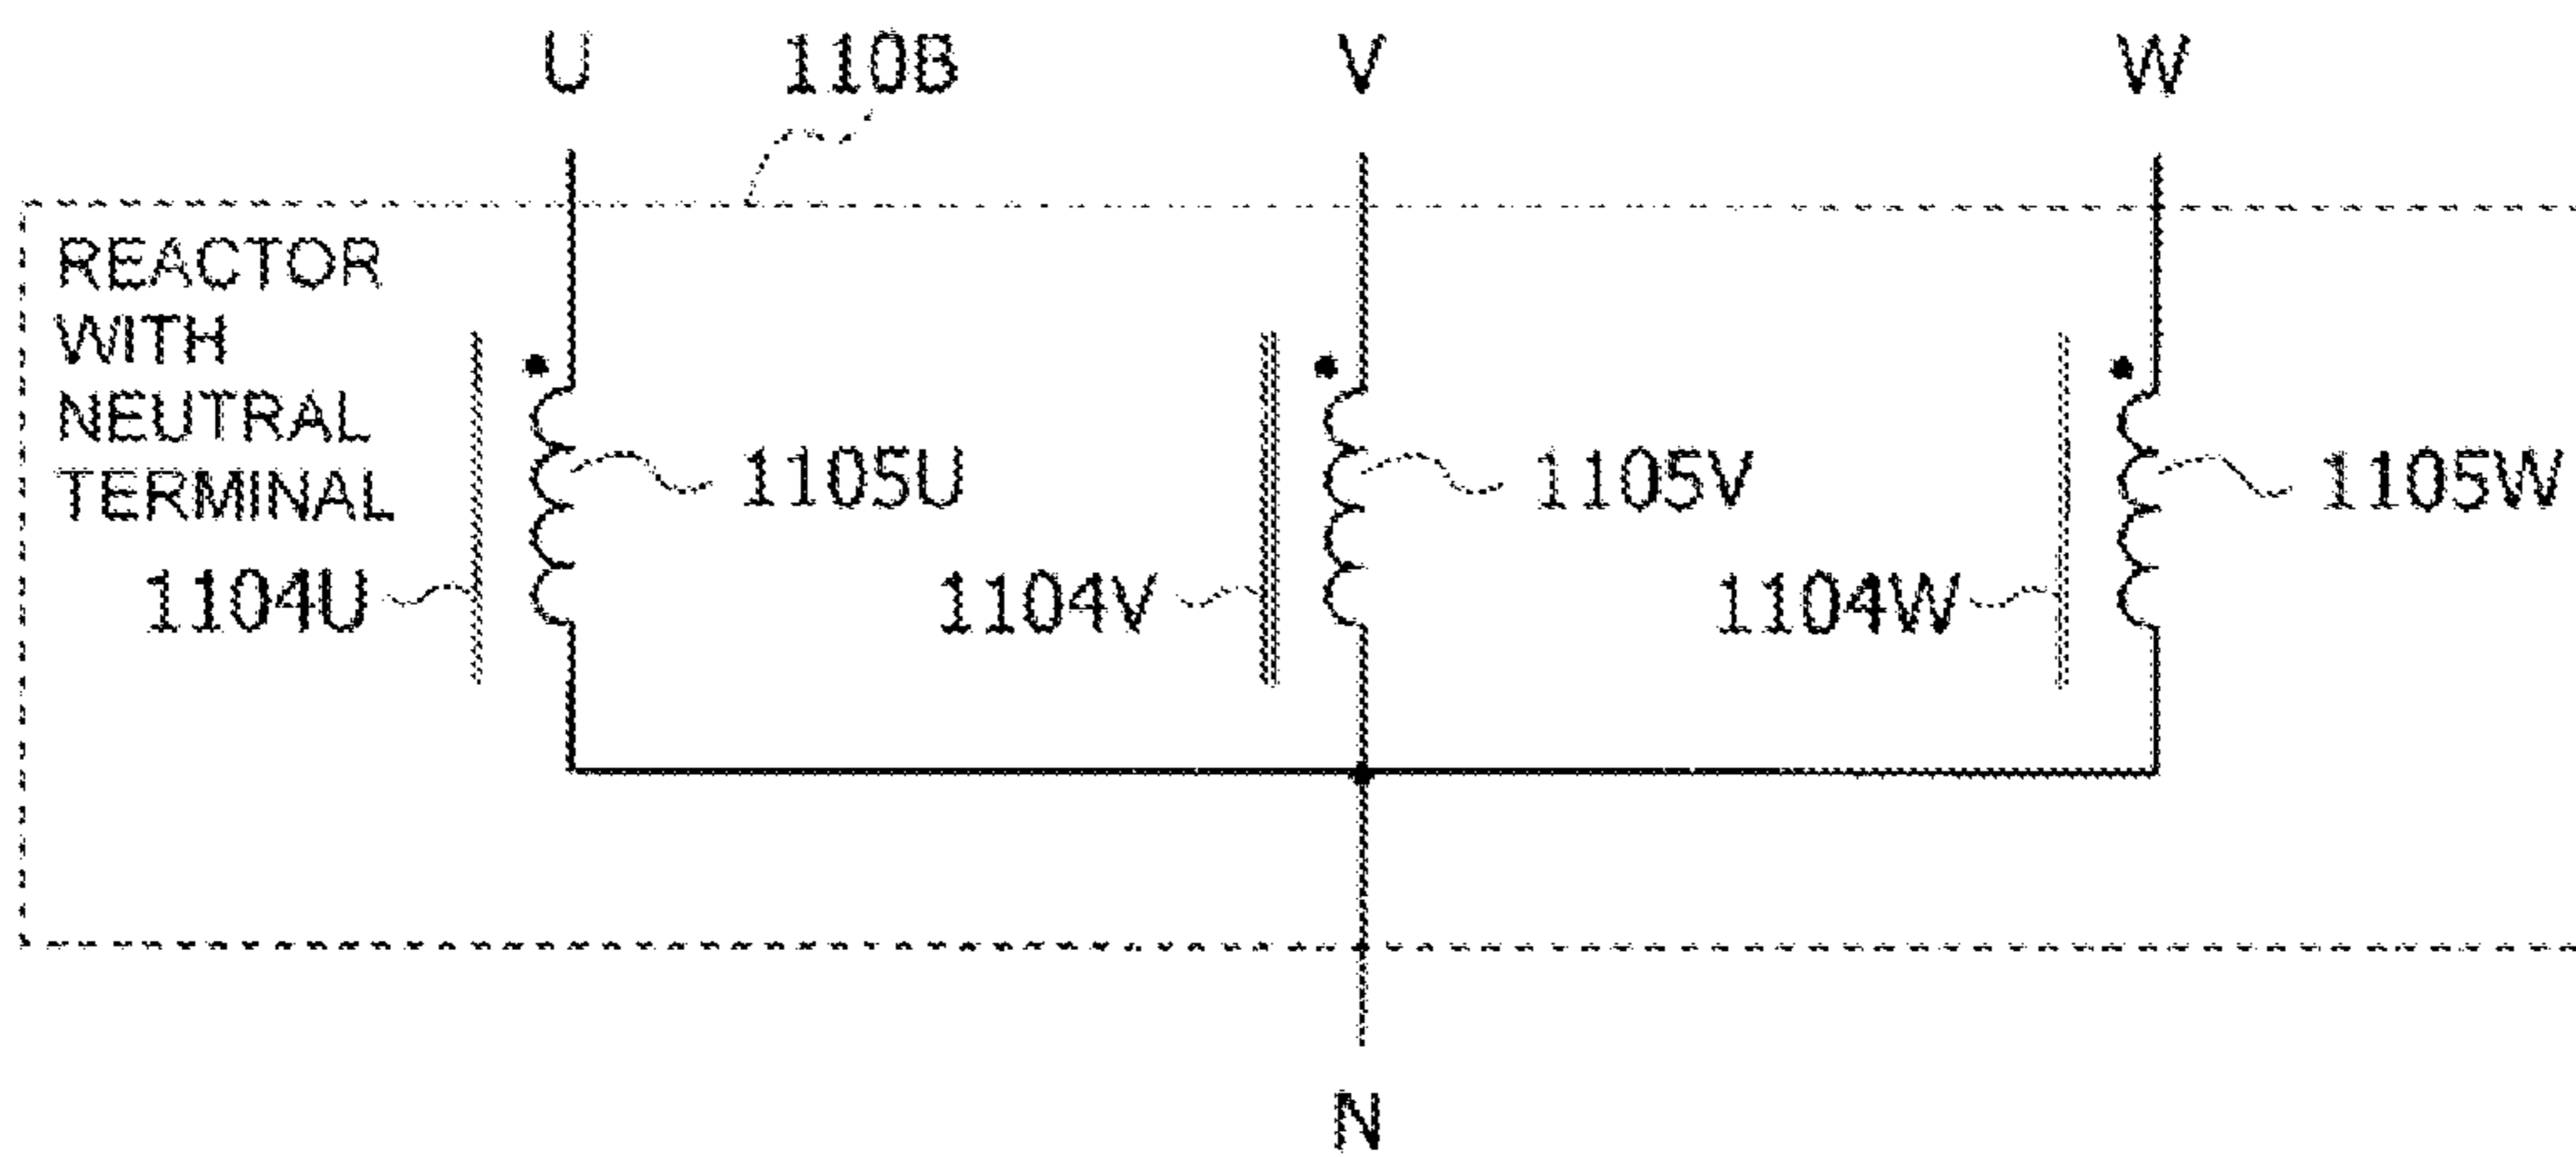 U
110B
V
W
REACTOR
WITH
NEUTRAL
TERMINAL
1105U
1105V
1105W
1104U
1104V
1104W
N